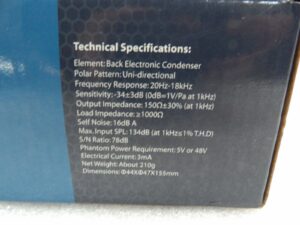 Technical Specifications:
Element: Back Electronic Condenser
Polar Pattern: Uni-directional
Frequency Response: 20Hz-18kHz
Sensitivity: -34±3dB (0dB=1V/Pa at 1kHz)
Output Impedance: 150Ω±30% (at 1kHz)
Load Impedance: ≥1000Ω
Self Noise: 16dB A
Max. Input SPL: 134dB (at 1kHz≤1% T.H.D)
S/N Ratio: 78dB
Phantom Power Requirement: 5V or 48V
Electrical Current: 3mA
Net Weight: About 210g
Dimensions: Φ44XΦ47X155mm